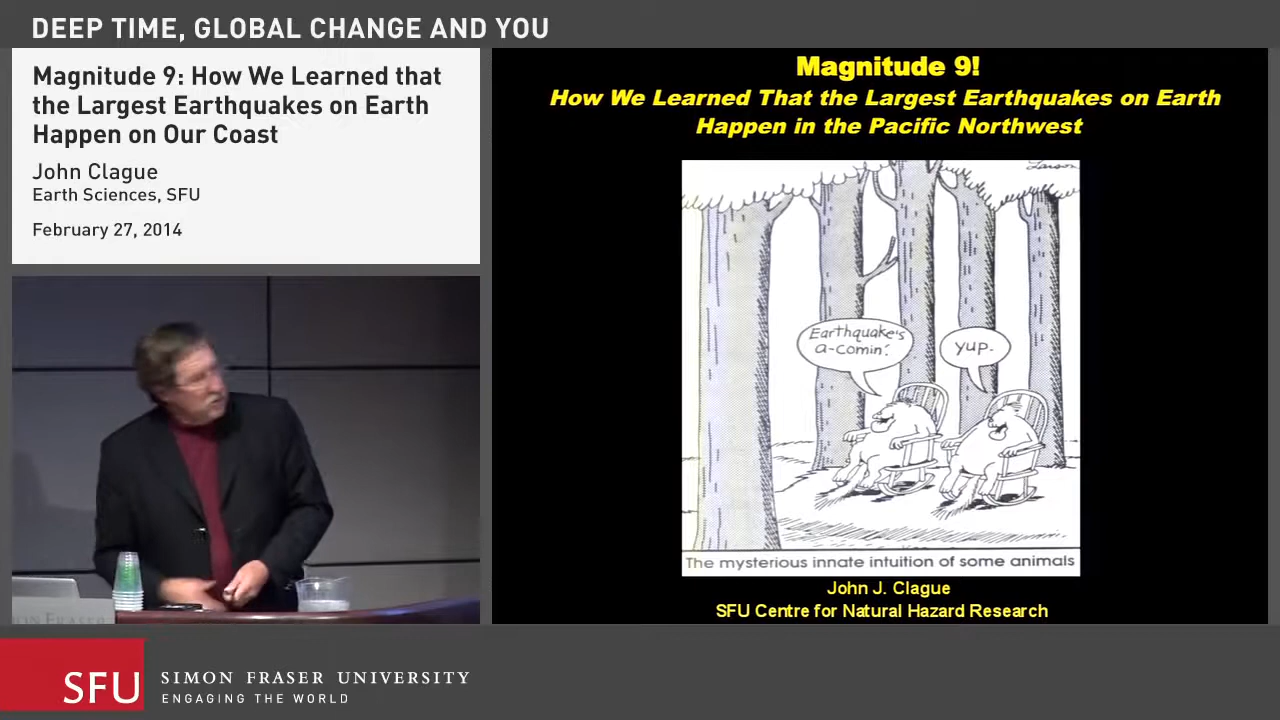 DEEP TIME, GLOBAL CHANGE AND YOU
Magnitude 9: How We Learned that
the Largest Earthquakes on Earth
Happen on Our Coast
John Clague
Earth Sciences, SFU
February 27, 2014
Magnitude 9!
How We Learned That the Largest Earthquakes on Earth
Happen in the Pacific Northwest
Larson
Earthquake's
a-comin'.
Yup.
The mysterious innate intuition of some animals
John J. Clague
SFU Centre for Natural Hazard Research
SFU
SIMON FRASER UNIVERSITY
ENGAGING THE WORLD